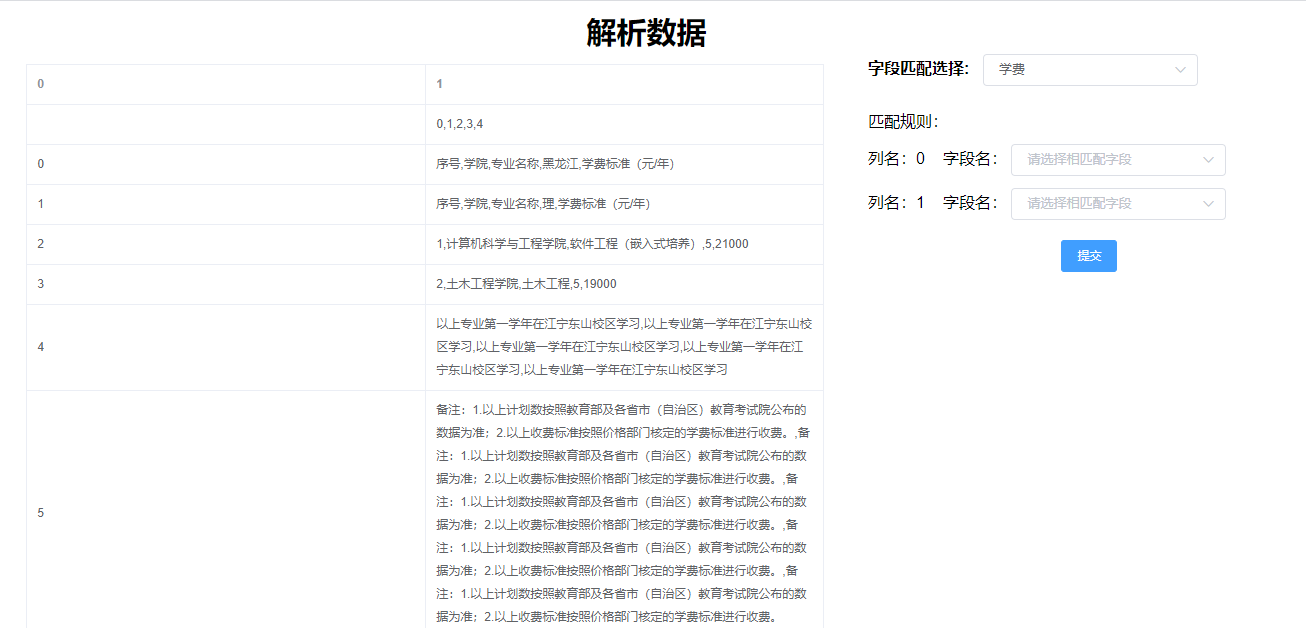 解析数据
0 1
0,1,2,3,4
0 序号,学院,专业名称,黑龙江,学费标准（元/年）
1 序号,学院,专业名称,理,学费标准（元/年）
2 1,计算机科学与工程学院,软件工程（嵌入式培养）,5,21000
3 2,土木工程学院,土木工程,5,19000
4
以上专业第一学年在江宁东山校区学习,以上专业第一学年在江宁东山校
区学习,以上专业第一学年在江宁东山校区学习,以上专业第一学年在江
宁东山校区学习,以上专业第一学年在江宁东山校区学习
5
备注：1.以上计划数按照教育部及各省市（自治区）教育考试院公布的
数据为准；2.以上收费标准按照价格部门核定的学费标准进行收费。,备
注：1.以上计划数按照教育部及各省市（自治区）教育考试院公布的数
据为准；2.以上收费标准按照价格部门核定的学费标准进行收费。,备
注：1.以上计划数按照教育部及各省市（自治区）教育考试院公布的数
据为准；2.以上收费标准按照价格部门核定的学费标准进行收费。,备
注：1.以上计划数按照教育部及各省市（自治区）教育考试院公布的数
据为准；2.以上收费标准按照价格部门核定的学费标准进行收费。,备
注：1.以上计划数按照教育部及各省市（自治区）教育考试院公布的数
据为准；2.以上收费标准按照价格部门核定的学费标准进行收费。
字段匹配选择： 学费
匹配规则：
列名：0 字段名： 请选择相匹配字段
列名：1 字段名： 请选择相匹配字段
提交